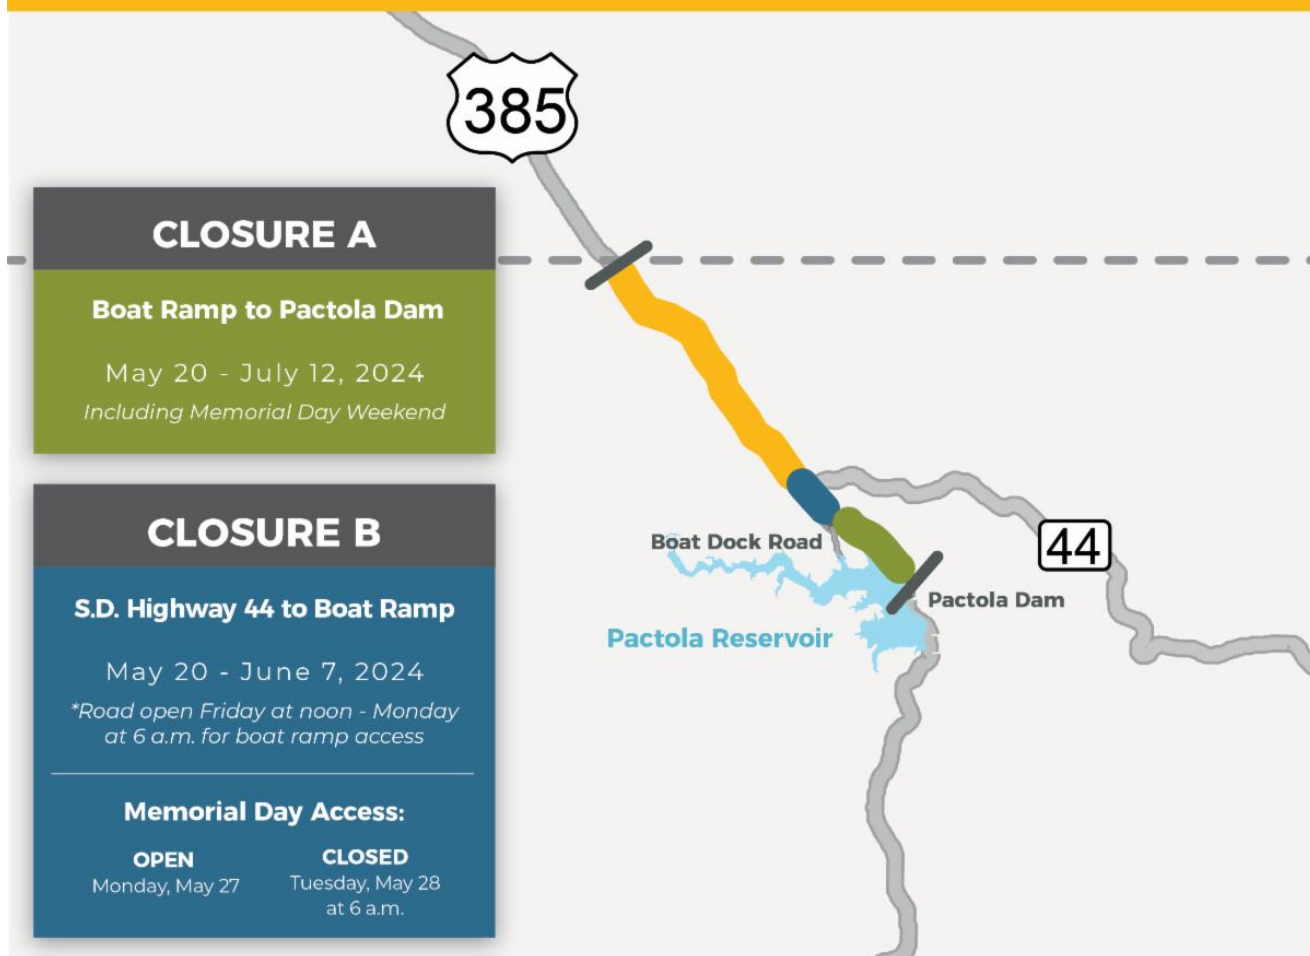 385
CLOSURE A
Boat Ramp to Pactola Dam
May 20 - July 12, 2024
Including Memorial Day Weekend
CLOSURE B
S.D. Highway 44 to Boat Ramp
May 20 - June 7, 2024
*Road open Friday at noon - Monday
at 6 a.m. for boat ramp access
Memorial Day Access:
OPEN
Monday, May 27
CLOSED
Tuesday, May 28
at 6 a.m.
Boat Dock Road
44
Pactola Dam
Pactola Reservoir